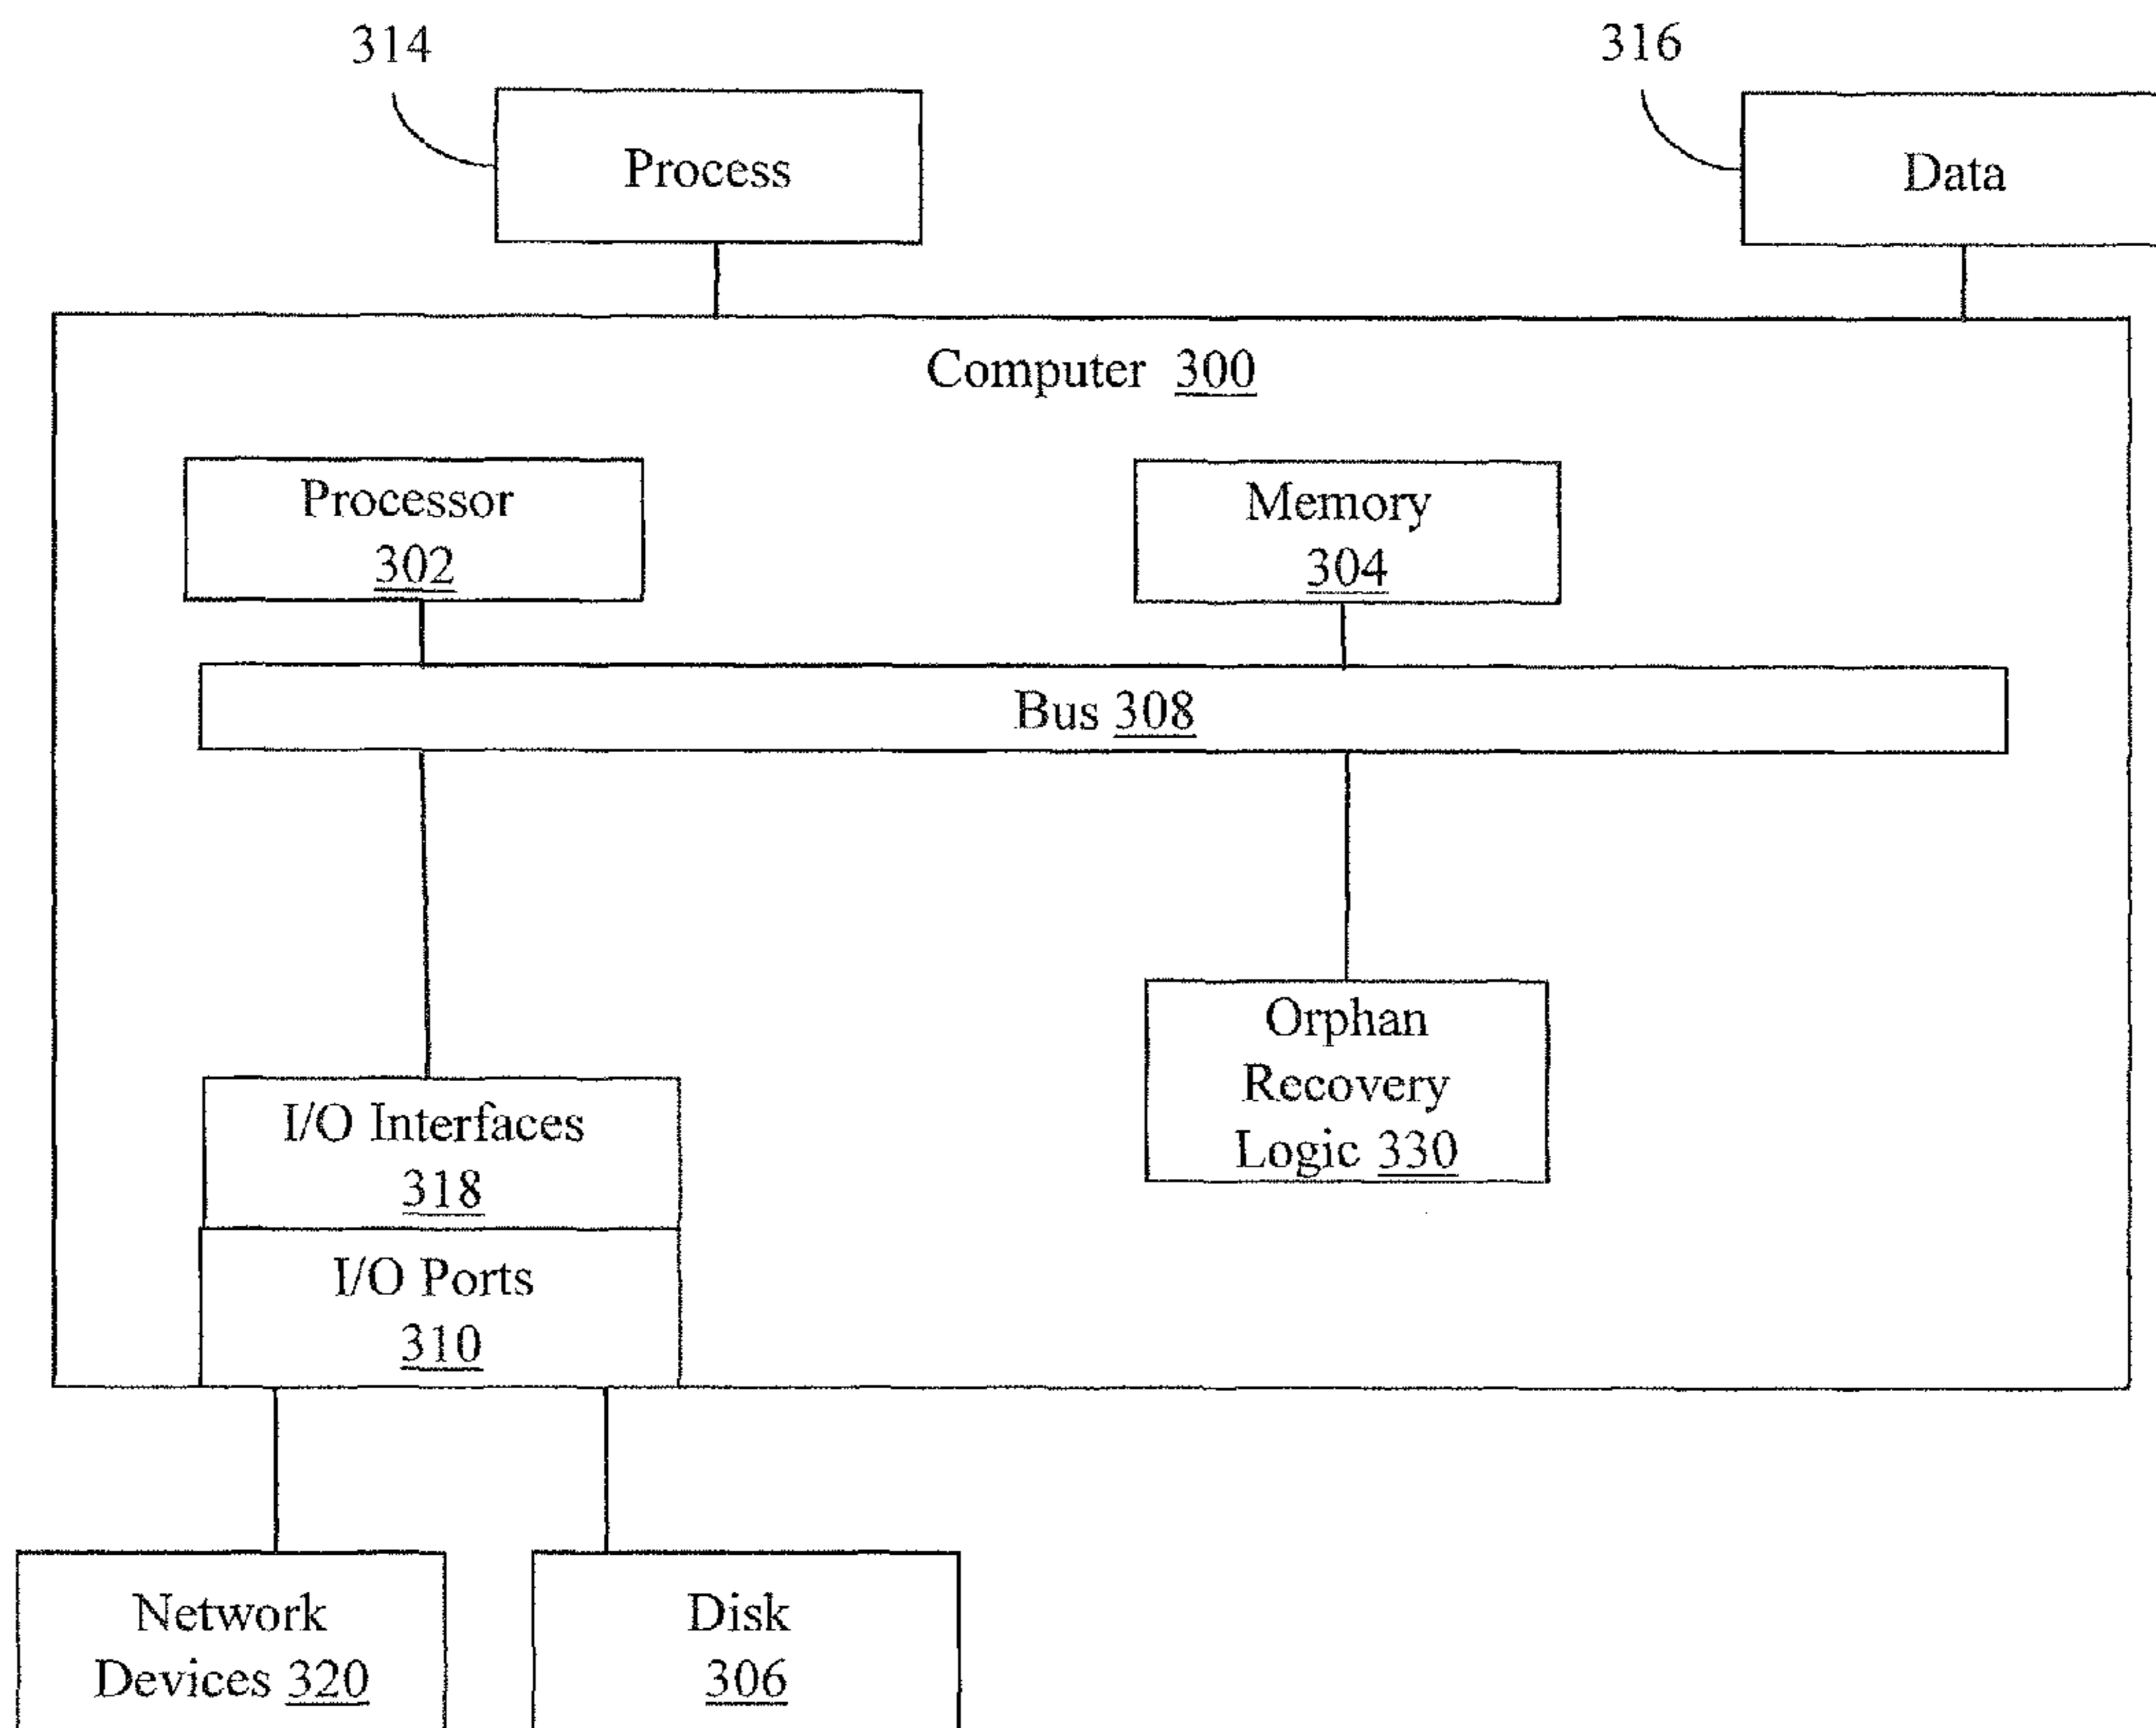 314
316
Process
Data
Computer 300
Processor
302
Memory
304
Bus 308
Orphan
Recovery
Logic 330
I/O Interfaces
318
I/O Ports
310
Network
Devices 320
Disk
306